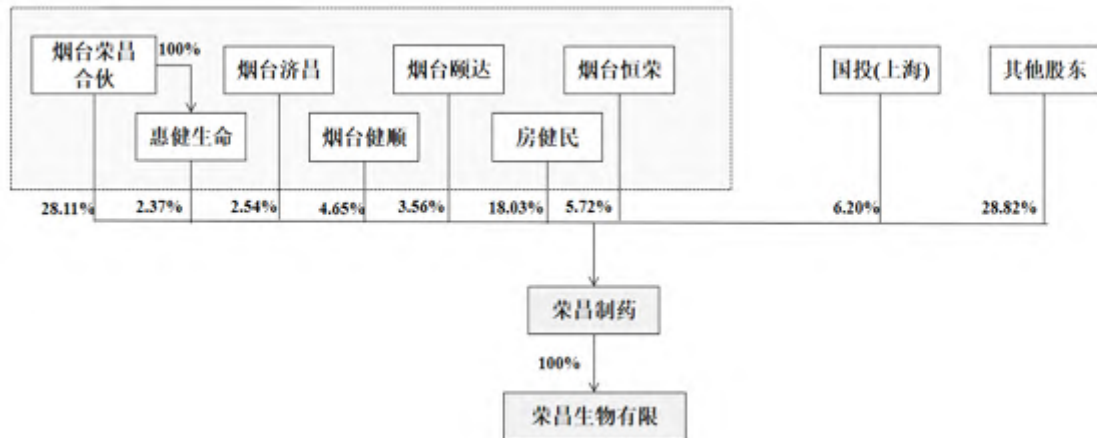 烟台荣昌
合伙
100%
烟台济昌
烟台颐达
烟台恒荣
国投(上海)
其他股东
惠健生命
烟台健顺
房健民
28.11%
2.37%
2.54%
4.65%
3.56%
18.03%
5.72%
6.20%
28.82%
荣昌制药
100%
荣昌生物有限